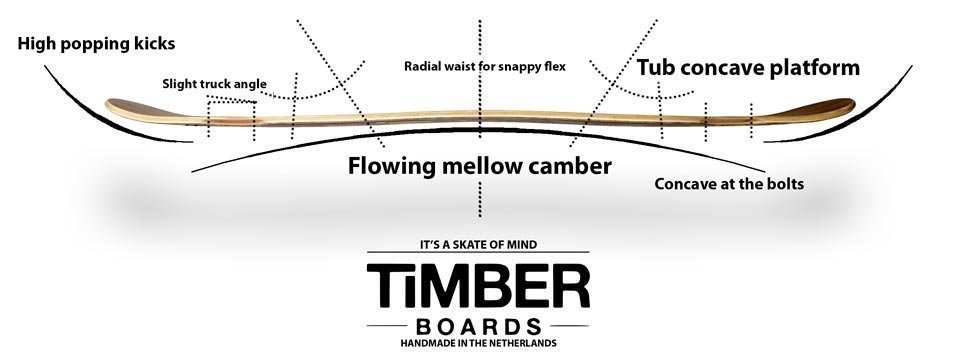 High popping kicks
Slight truck angle
Radial waist for snappy flex
Tub concave platform
Flowing mellow camber
Concave at the bolts
IT'S A SKATE OF MIND
TiMBER
BOARDS
HANDMADE IN THE NETHERLANDS